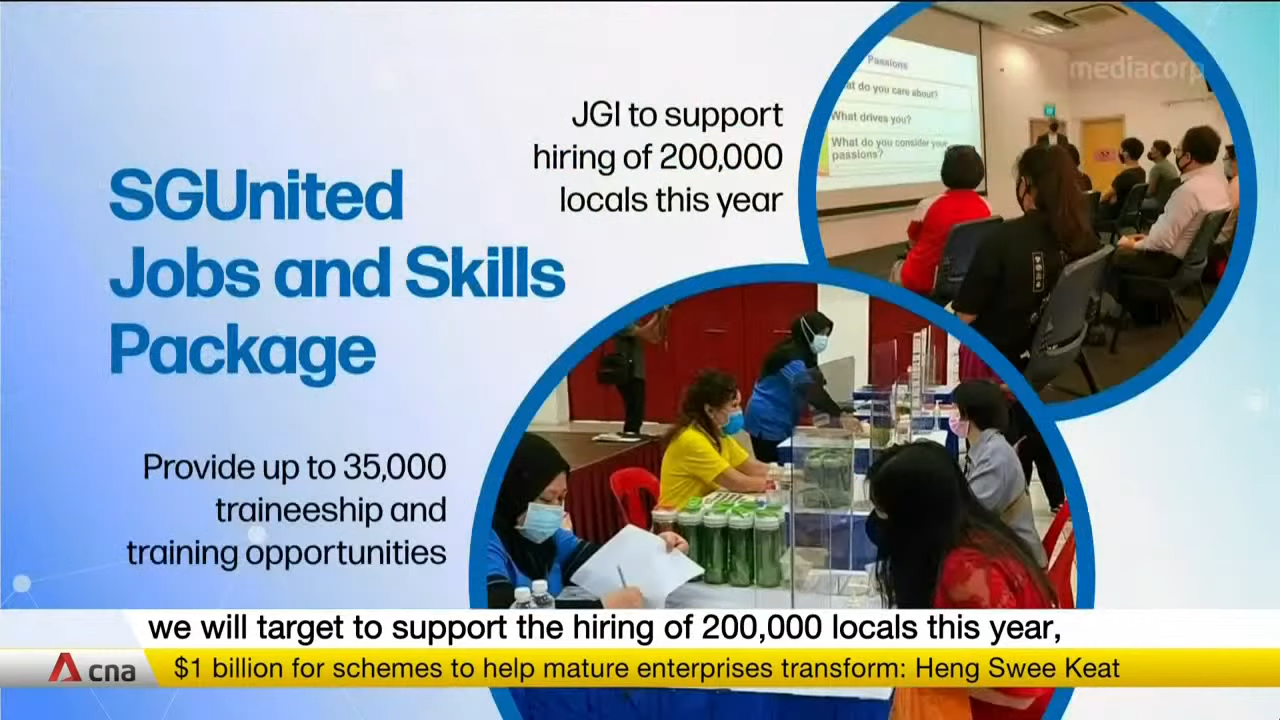 mediacorp
Passions
What do you care about?
What drives you?
What do you consider your
passions?
JGI to support
hiring of 200,000
locals this year
SGUnited
Jobs and Skills
Package
Provide up to 35,000
traineeship and
training opportunities
we will target to support the hiring of 200,000 locals this year,
cna
$1 billion for schemes to help mature enterprises transform: Heng Swee Keat